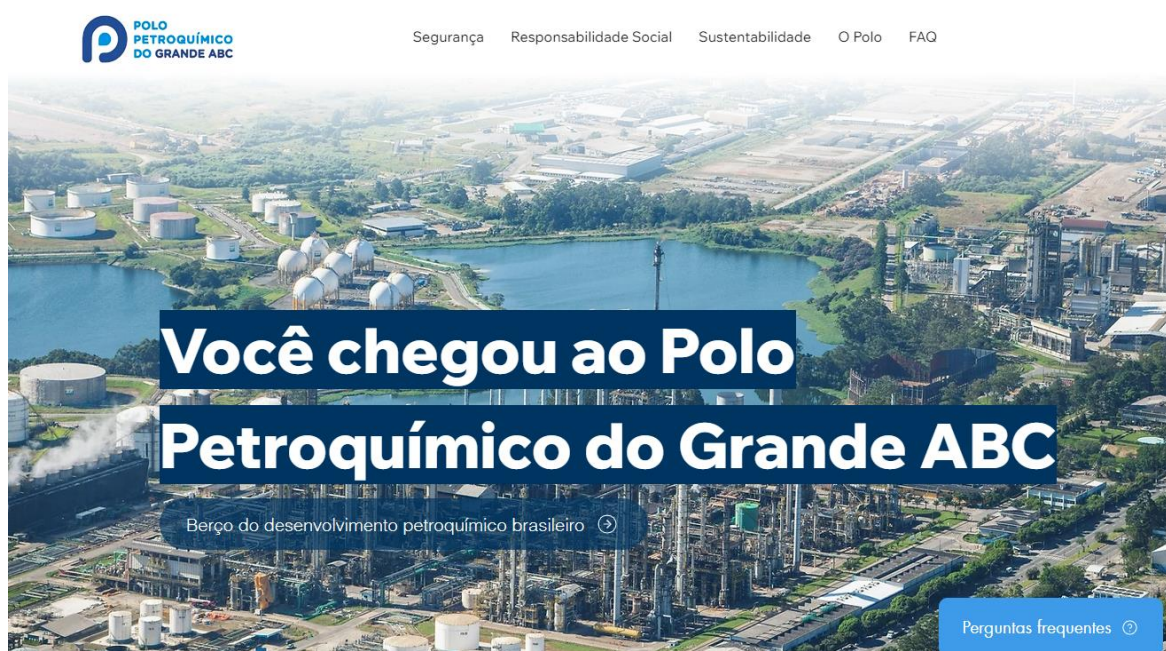 POLO
PETROQUÍMICO
DO GRANDE ABC
Segurança Responsabilidade Social Sustentabilidade O Polo FAQ
Você chegou ao Polo
Petroquímico do Grande ABC
Berço do desenvolvimento petroquímico brasileiro
Perguntas frequentes